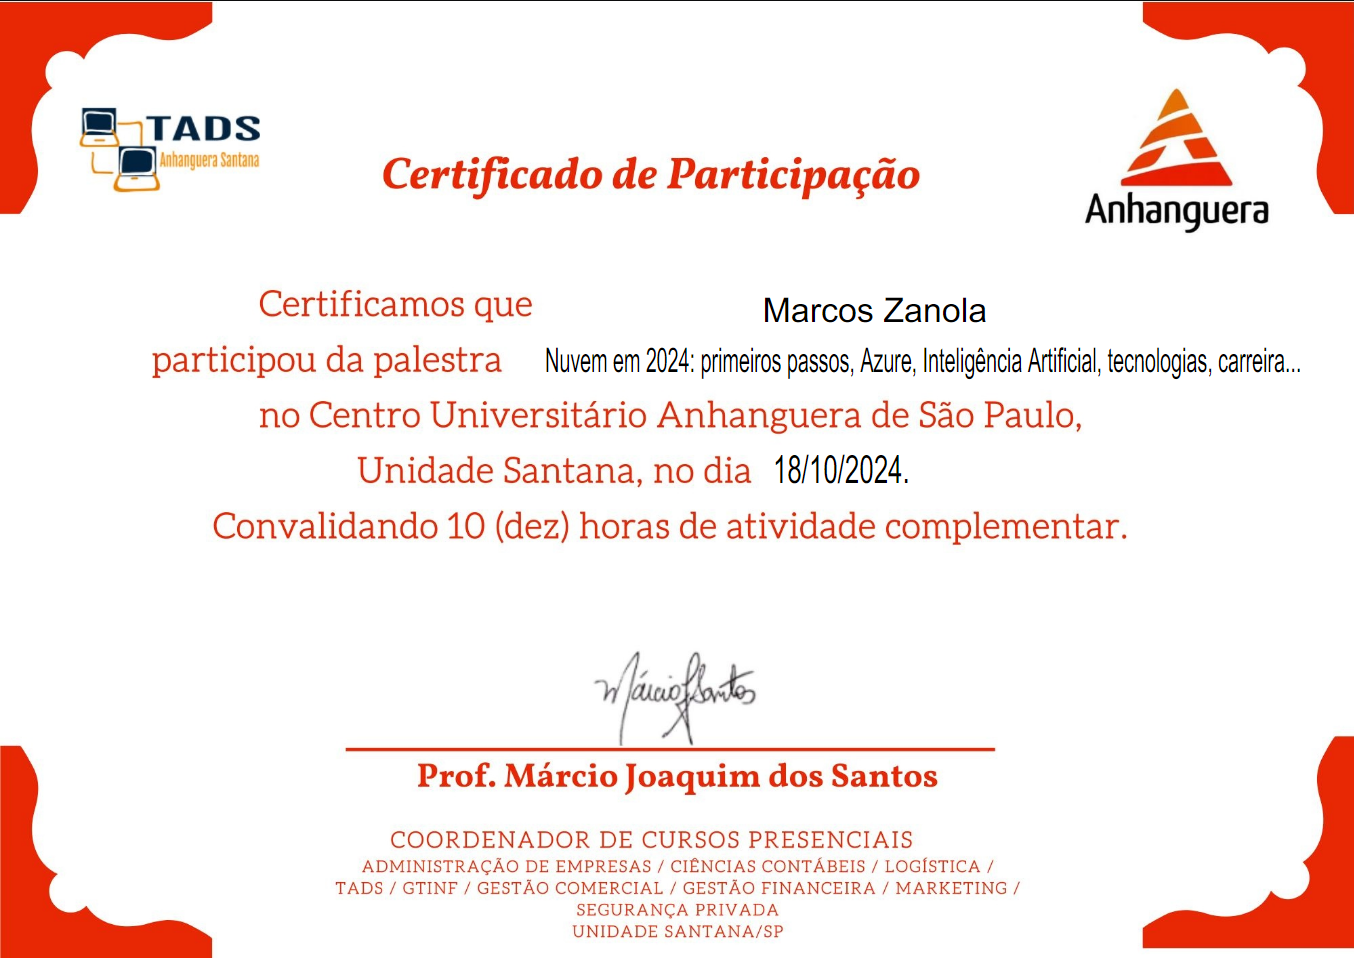 TADS
Anhanguera Santana
Certificado de Participação
Anhanguera
Certificamos que Marcos Zanola
participou da palestra Nuvem em 2024: primeiros passos, Azure, Inteligência Artificial, tecnologias, carreira...
no Centro Universitário Anhanguera de São Paulo,
Unidade Santana, no dia 18/10/2024.
Convalidando 10 (dez) horas de atividade complementar.
Márcio J Santos
Prof. Márcio Joaquim dos Santos
COORDENADOR DE CURSOS PRESENCIAIS
ADMINISTRAÇÃO DE EMPRESAS / CIÊNCIAS CONTÁBEIS / LOGÍSTICA /
TADS / GTINF / GESTÃO COMERCIAL / GESTÃO FINANCEIRA / MARKETING /
SEGURANÇA PRIVADA
UNIDADE SANTANA/SP